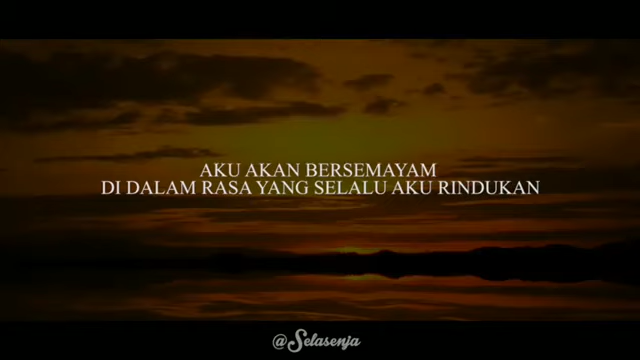 AKU AKAN BERSEMAYAM
DI DALAM RASA YANG SELALU AKU RINDUKAN
@Selasenja